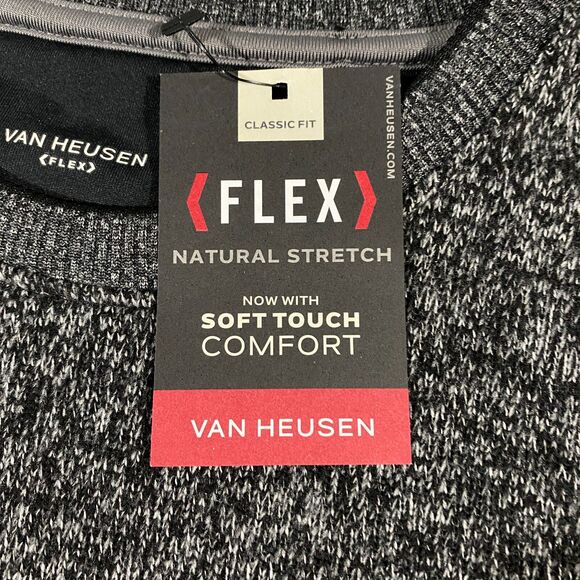 CLASSIC FIT
VANHEUSEN.COM
❬FLEX❭
NATURAL STRETCH
NOW WITH
SOFT TOUCH
COMFORT
VAN HEUSEN
VAN HEUSEN
❬FLEX❭